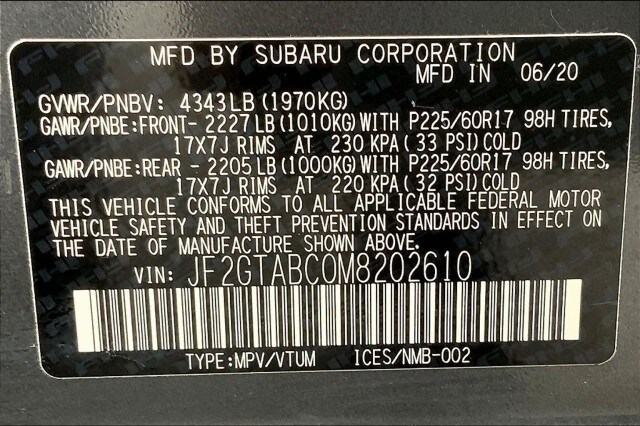 MFD BY SUBARU CORPORATION
MFD IN 06/20
GVWR/PNBV: 4343LB (1970KG)
GAWR/PNBE:FRONT- 2227LB (1010KG) WITH P225/60R17 98H TIRES,
17X7J RIMS AT 230 KPA (33 PSI) COLD
GAWR/PNBE:REAR - 2205LB (1000KG) WITH P225/60R17 98H TIRES,
17X7J RIMS AT 220 KPA (32 PSI) COLD
THIS VEHICLE CONFORMS TO ALL APPLICABLE FEDERAL MOTOR
VEHICLE SAFETY AND THEFT PREVENTION STANDARDS IN EFFECT ON
THE DATE OF MANUFACTURE SHOWN ABOVE.
VIN: JF2GTABC0M8202610
TYPE:MPV/VTUM ICES/NMB-002